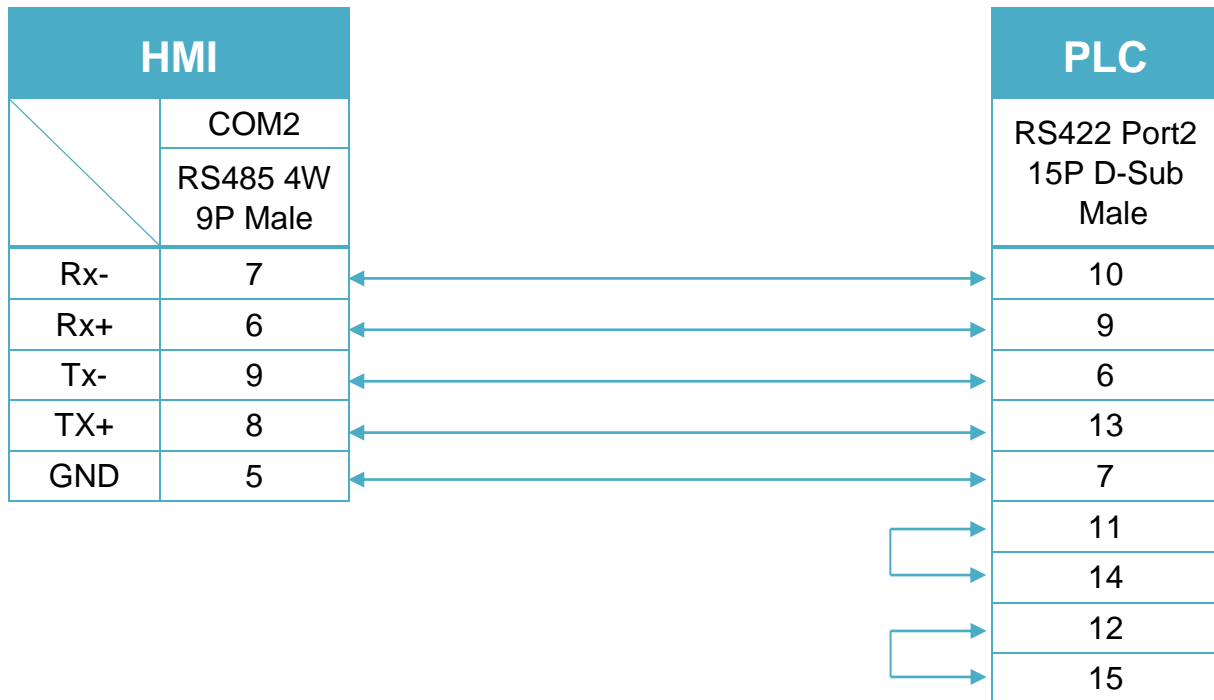 HMI
PLC
COM2
RS485 4W
9P Male
RS422 Port2
15P D-Sub
Male
Rx- 7 10
Rx+ 6 9
Tx- 9 6
TX+ 8 13
GND 5 7
11
14
12
15